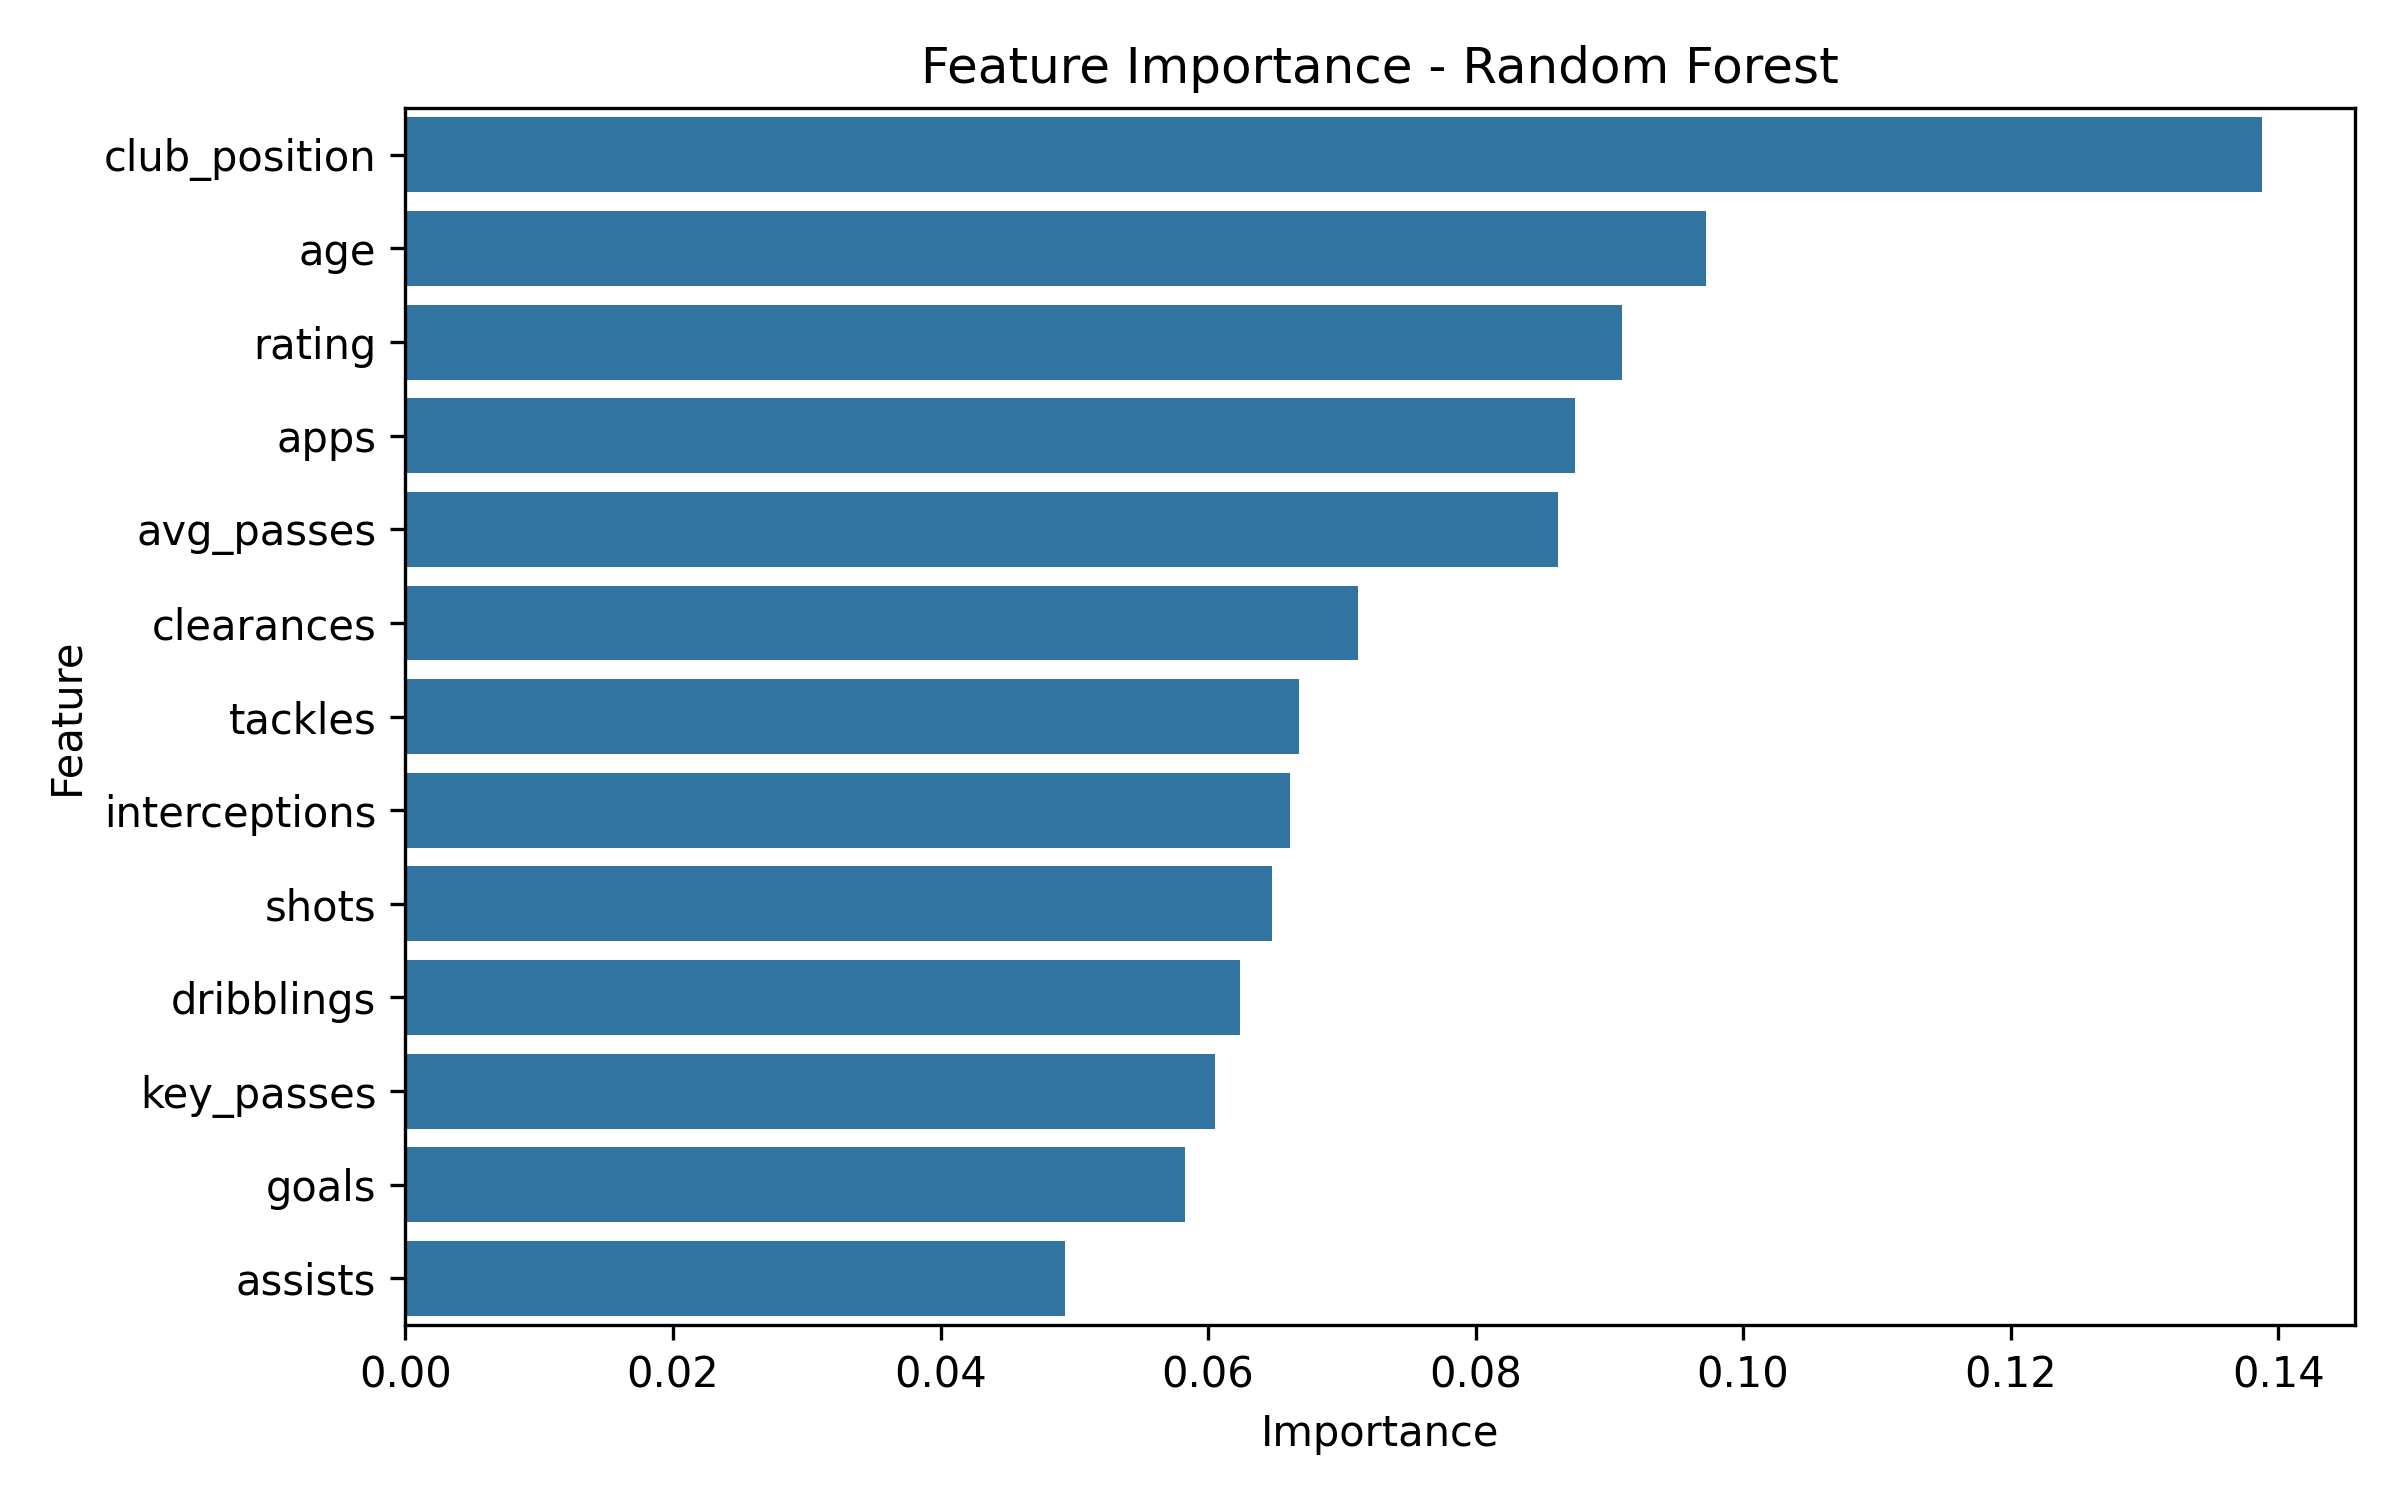 Feature Importance - Random Forest
club_position
age
rating
apps
avg_passes
clearances
tackles
interceptions
shots
dribblings
key_passes
goals
assists
Feature
0.00 0.02 0.04 0.06 0.08 0.10 0.12 0.14
Importance